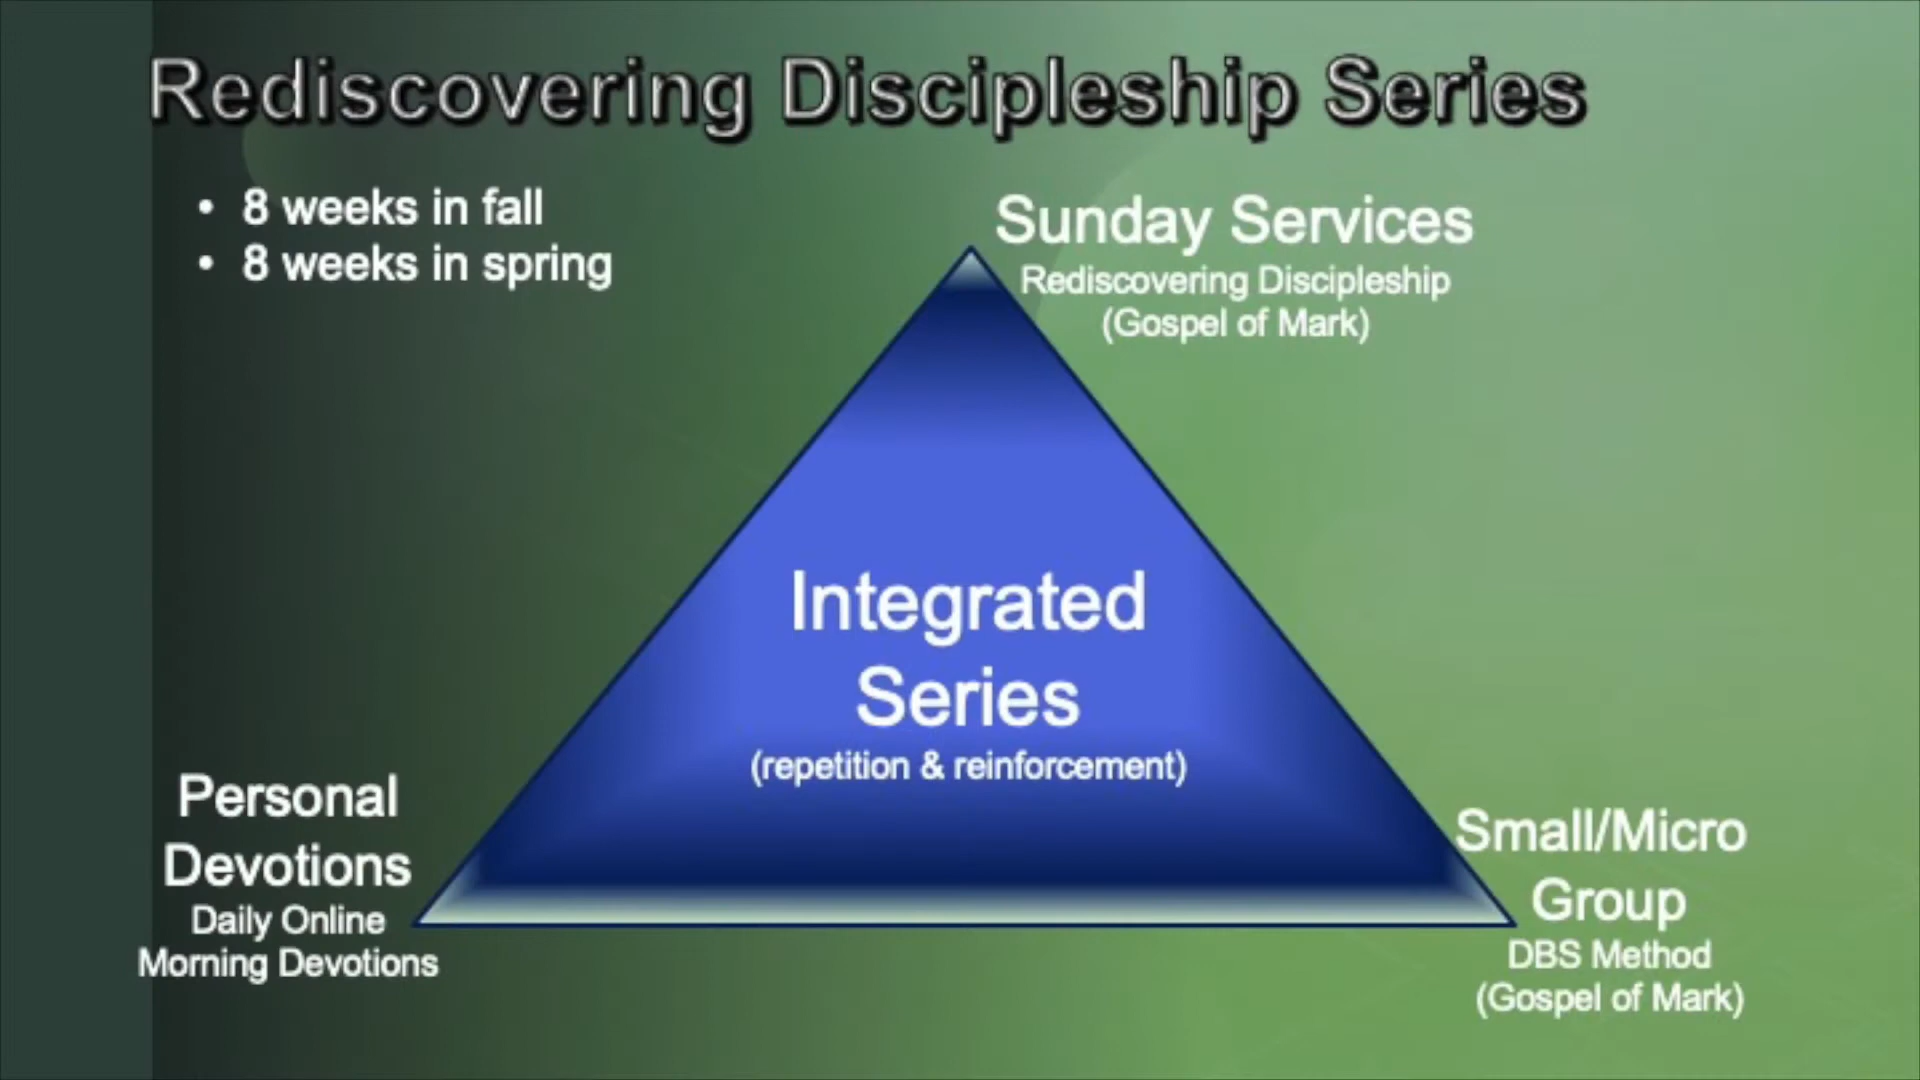 Rediscovering Discipleship Series
• 8 weeks in fall
• 8 weeks in spring
Sunday Services
Rediscovering Discipleship
(Gospel of Mark)
Integrated
Series
(repetition & reinforcement)
Personal
Devotions
Daily Online
Morning Devotions
Small/Micro
Group
DBS Method
(Gospel of Mark)